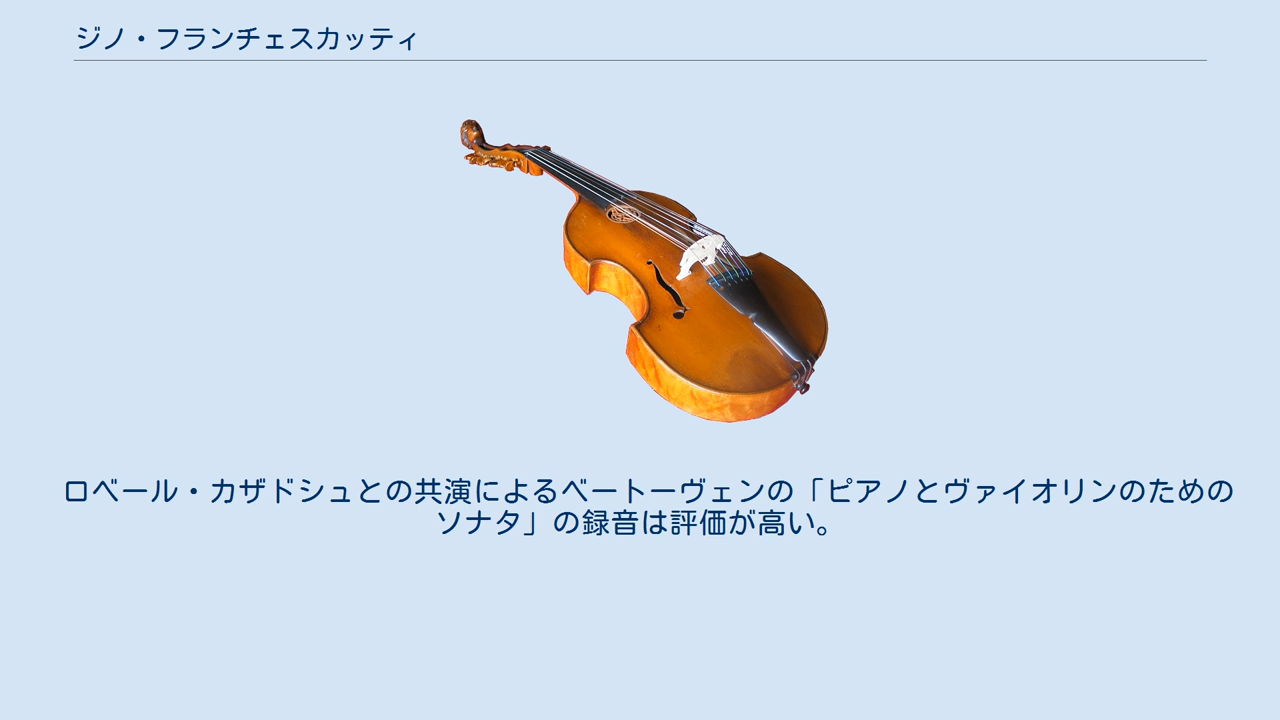 ジノ・フランチェスカッティ
ロベール・カザドシュとの共演によるベートーヴェンの「ピアノとヴァイオリンのための
ソナタ」の録音は評価が高い。